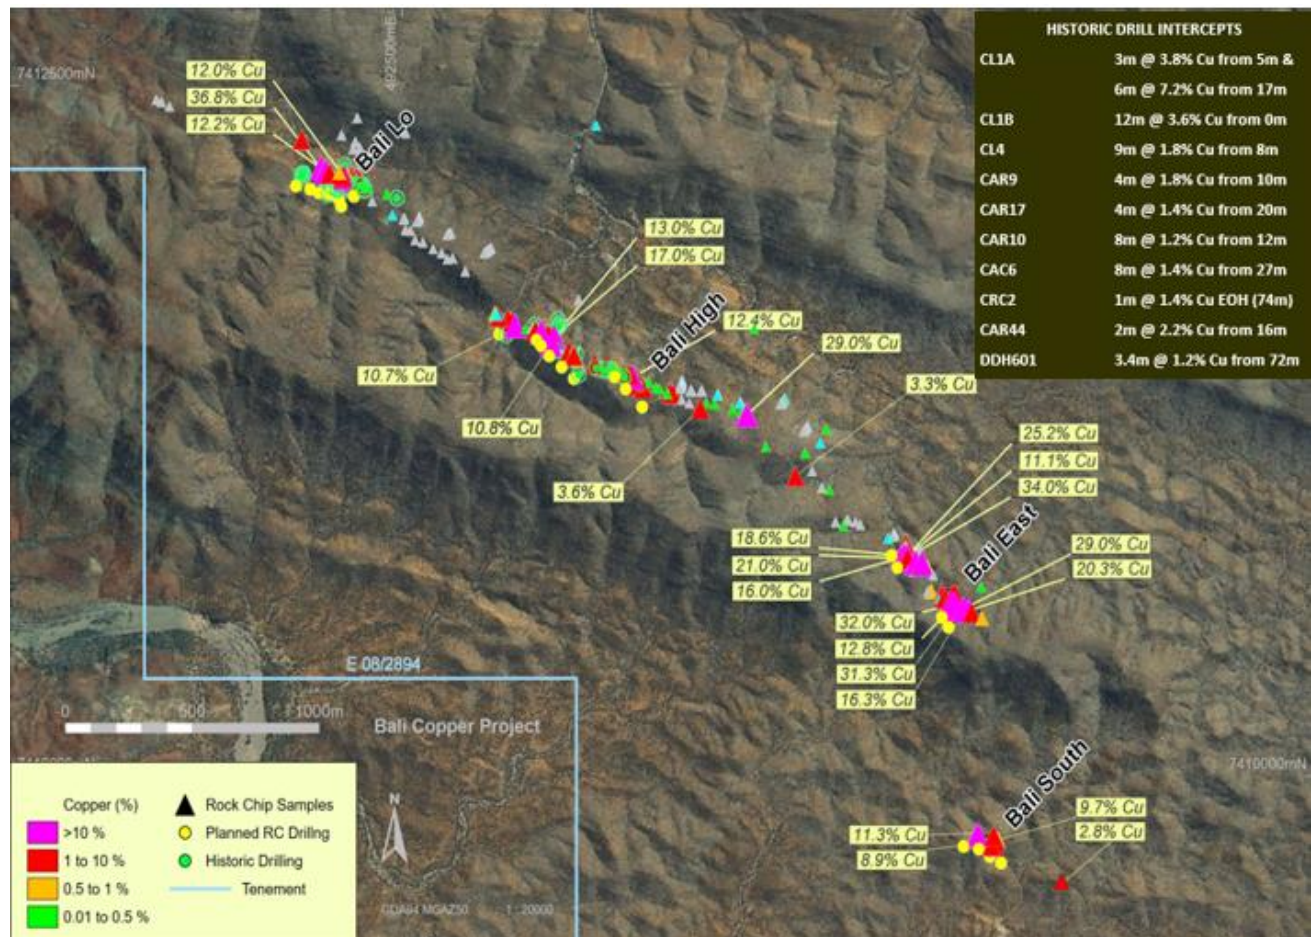 HISTORIC DRILL INTERCEPTS
CL1A 3m @ 3.8% Cu from 5m &
6m @ 7.2% Cu from 17m
CL1B 12m @ 3.6% Cu from 0m
CL4 9m @ 1.8% Cu from 8m
CAR9 4m @ 1.8% Cu from 10m
CAR17 4m @ 1.4% Cu from 20m
CAR10 8m @ 1.2% Cu from 12m
CAC6 8m @ 1.4% Cu from 27m
CRC2 1m @ 1.4% Cu EOH (74m)
CAR44 2m @ 2.2% Cu from 16m
DDH601 3.4m @ 1.2% Cu from 72m
7412500mN
492500mE
12.0% Cu
36.8% Cu
12.2% Cu
Bali Lo
13.0% Cu
17.0% Cu
Bali High
12.4% Cu
29.0% Cu
3.3% Cu
10.7% Cu
10.8% Cu
3.6% Cu
25.2% Cu
11.1% Cu
34.0% Cu
18.6% Cu
21.0% Cu
16.0% Cu
Bali East
29.0% Cu
20.3% Cu
32.0% Cu
12.8% Cu
31.3% Cu
16.3% Cu
E 08/2894
0 500 1000m
Bali Copper Project
7410000mN
Bali South
9.7% Cu
2.8% Cu
11.3% Cu
8.9% Cu
Copper (%)
>10 %
1 to 10 %
0.5 to 1 %
0.01 to 0.5 %
Rock Chip Samples
Planned RC Drillng
Historic Drilling
Tenement
N
GDA94 MGAZ50 1 : 20000